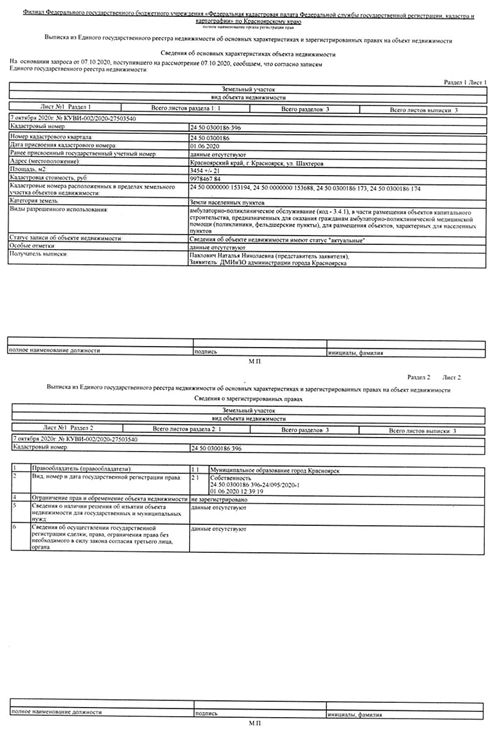 Филиал Федерального государственного бюджетного учреждения «Федеральная кадастровая палата Федеральной службы государственной регистрации, кадастра и
картографии» по Красноярскому краю
полное наименование органа регистрации прав
Выписка из Единого государственного реестра недвижимости об основных характеристиках и зарегистрированных правах на объект недвижимости
Сведения об основных характеристиках объекта недвижимости
На основании запроса от 07.10 2020, поступившего на рассмотрение 07.10 2020, сообщаем, что согласно записям
Единого государственного реестра недвижимости
Раздел 1 Лист 1
Земельный участок
вид объекта недвижимости
Лист №1 Раздел 1 Всего листов раздела 1 1 Всего разделов 3 Всего листов выписки 3
7 октября 2020г. № КУВИ-002/2020-27503540
Кадастровый номер 24 50 0300186 396
Номер кадастрового квартала 24 50 0300186
Дата присвоения кадастрового номера 01 06 2020
Ранее присвоенный государственный учетный номер данные отсутствуют
Адрес (местоположение): Красноярский край, г Красноярск, ул. Шахтеров
Площадь, м2: 3454 +/- 21
Кадастровая стоимость, руб 9978467 84
Кадастровые номера расположенных в пределах земельного 24 50 0000000 153194, 24 50 0000000 153688, 24 50 0300186 173, 24 50 0300186 174
участка объектов недвижимости:
Категория земель Земли населенных пунктов
Виды разрешенного использования: амбулаторно-поликлиническое обслуживание (код - 3.4.1); в части размещения объектов капитального
строительства, предназначенных для оказания гражданам амбулаторно-поликлинической медицинской
помощи (поликлиники, фельдшерские пункты), для размещения объектов, характерных для населенных
пунктов
Статус записи об объекте недвижимости Сведения об объекте недвижимости имеют статус "актуальные"
Особые отметки данные отсутствуют
Получатель выписки Павлович Наталья Николаевна (представитель заявителя),
Заявитель ДМИиЗО администрации города Красноярска
полное наименование должности подпись инициалы, фамилия
М П
Раздел 2 Лист 2
Выписка из Единого государственного реестра недвижимости об основных характеристиках и зарегистрированных правах на объект недвижимости
Сведения о зарегистрированных правах
Земельный участок
вид объекта недвижимости
Лист №1 Раздел 2 Всего листов раздела 2 1 Всего разделов 3 Всего листов выписки 3
7 октября 2020г № КУВИ-002/2020-27503540
Кадастровый номер 24 50 0300186 396
1 Правообладатель (правообладатели) 1 1 Муниципальное образование город Красноярск
2 Вид, номер и дата государственной регистрации права 2 1 Собственность
24 50 0300186 396-24/095/2020-1
01 06 2020 12 39 19
4 Ограничение прав и обременение объекта недвижимости не зарегистрировано
5 Сведения о наличии решения об изъятии объекта данные отсутствуют
недвижимости для государственных и муниципальных
нужд
6 Сведения об осуществлении государственной данные отсутствуют
регистрации сделки, права, ограничения права без
необходимого в силу закона согласия третьего лица,
органа
полное наименование должности подпись инициалы, фамилия
М П